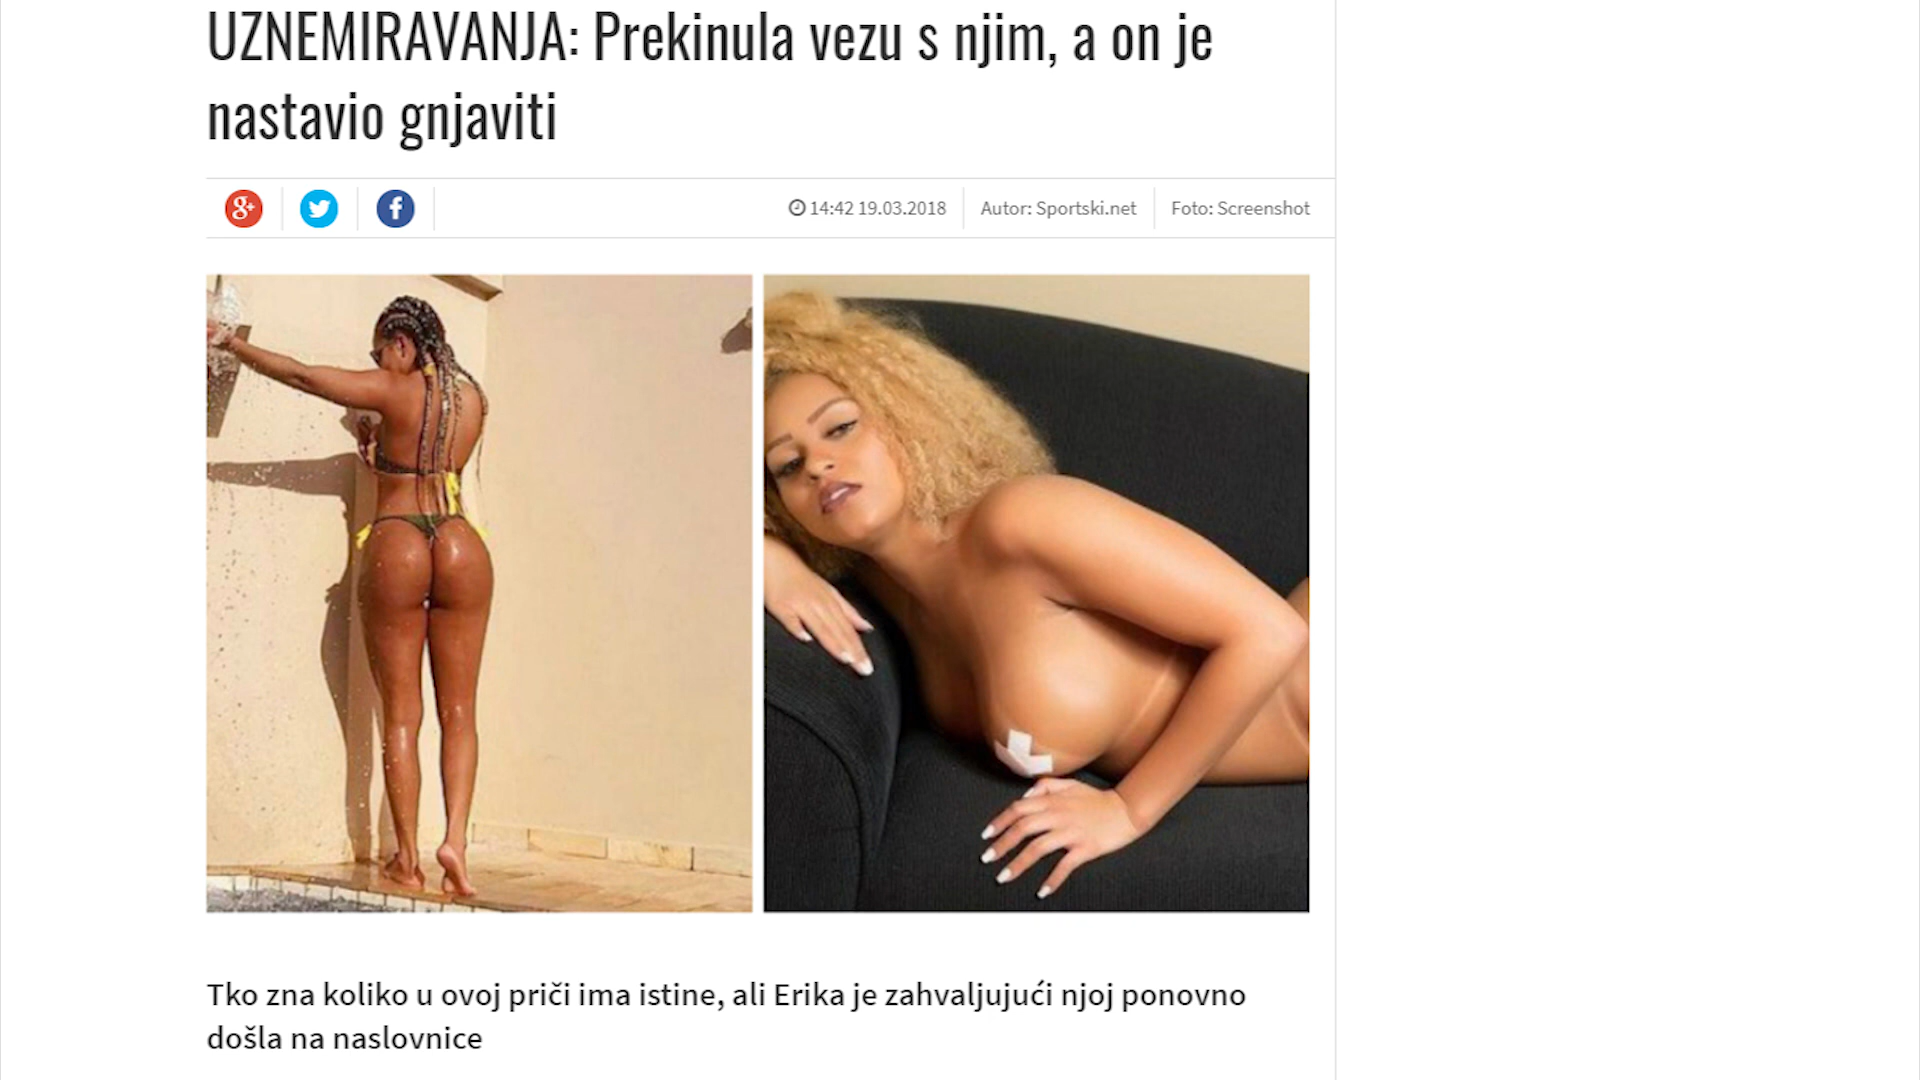 UZNEMIRAVANJA: Prekinula vezu s njim, a on je
nastavio gnjaviti
g+ f 14:42 19.03.2018 Autor: Sportski.net Foto: Screenshot
Tko zna koliko u ovoj priči ima istine, ali Erika je zahvaljujući njoj ponovno
došla na naslovnice